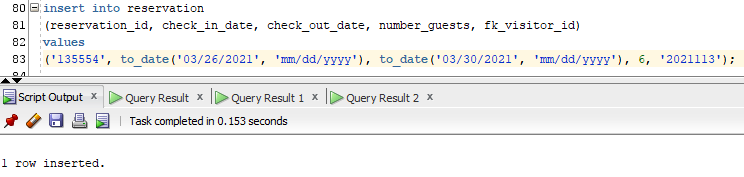 80 insert into reservation
81 (reservation_id, check_in_date, check_out_date, number_guests, fk_visitor_id)
82 values
83 ('135554', to_date('03/26/2021', 'mm/dd/yyyy'), to_date('03/30/2021', 'mm/dd/yyyy'), 6, '2021113');
Script Output x Query Result x Query Result 1 x Query Result 2 x
Task completed in 0.153 seconds
1 row inserted.